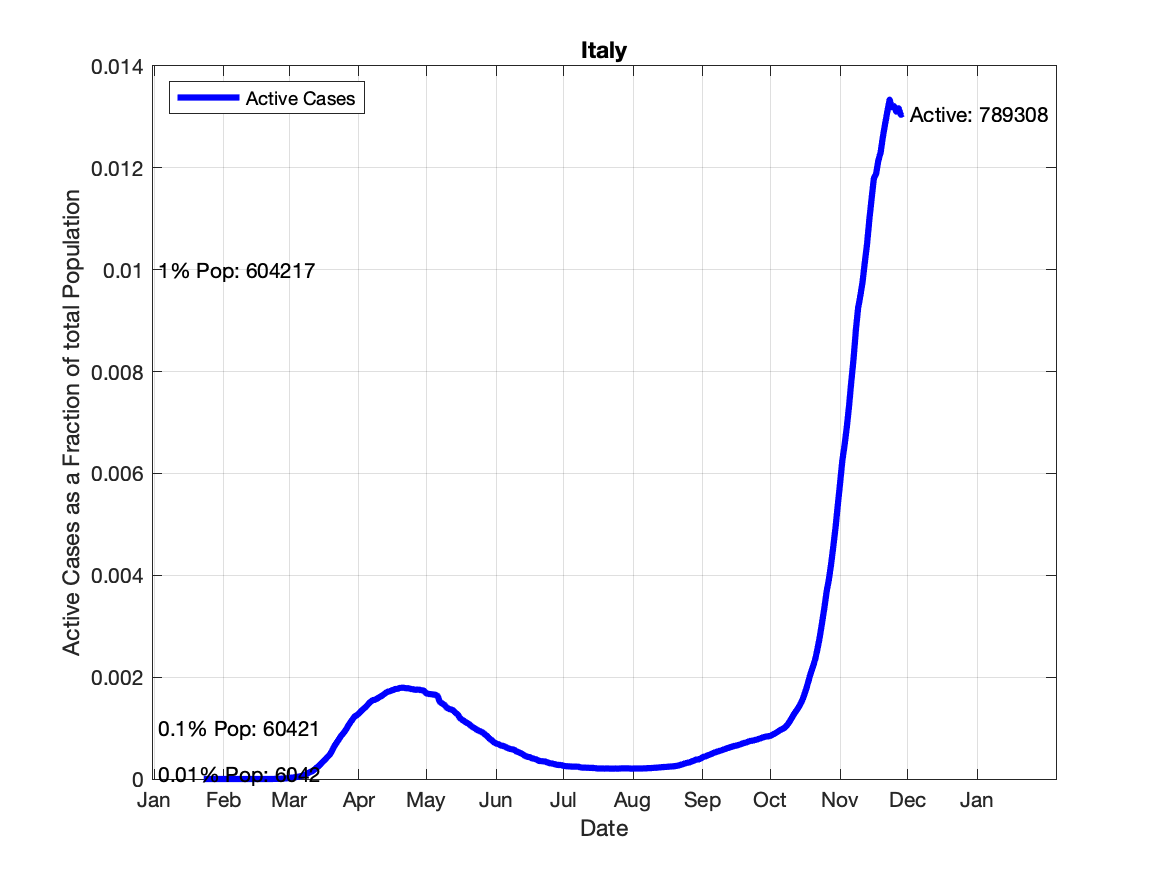 Italy
Active Cases
Active: 789308
1% Pop: 604217
0.1% Pop: 60421
0.01% Pop: 6042
Active Cases as a Fraction of total Population
0.014
0.012
0.01
0.008
0.006
0.004
0.002
0
Jan Feb Mar Apr May Jun Jul Aug Sep Oct Nov Dec Jan
Date